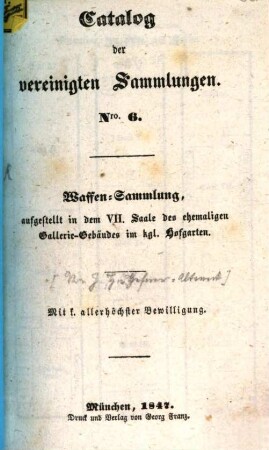 Catalog
der
vereinigten Sammlungen.
Nro. 6.
Waffen-Sammlung,
aufgestellt in dem VII. Saale des ehemaligen
Gallerie-Gebäudes im kgl. Hofgarten.
Mit k. allerhöchster Bewilligung.
München, 1847.
Druck und Verlag von Georg Franz.